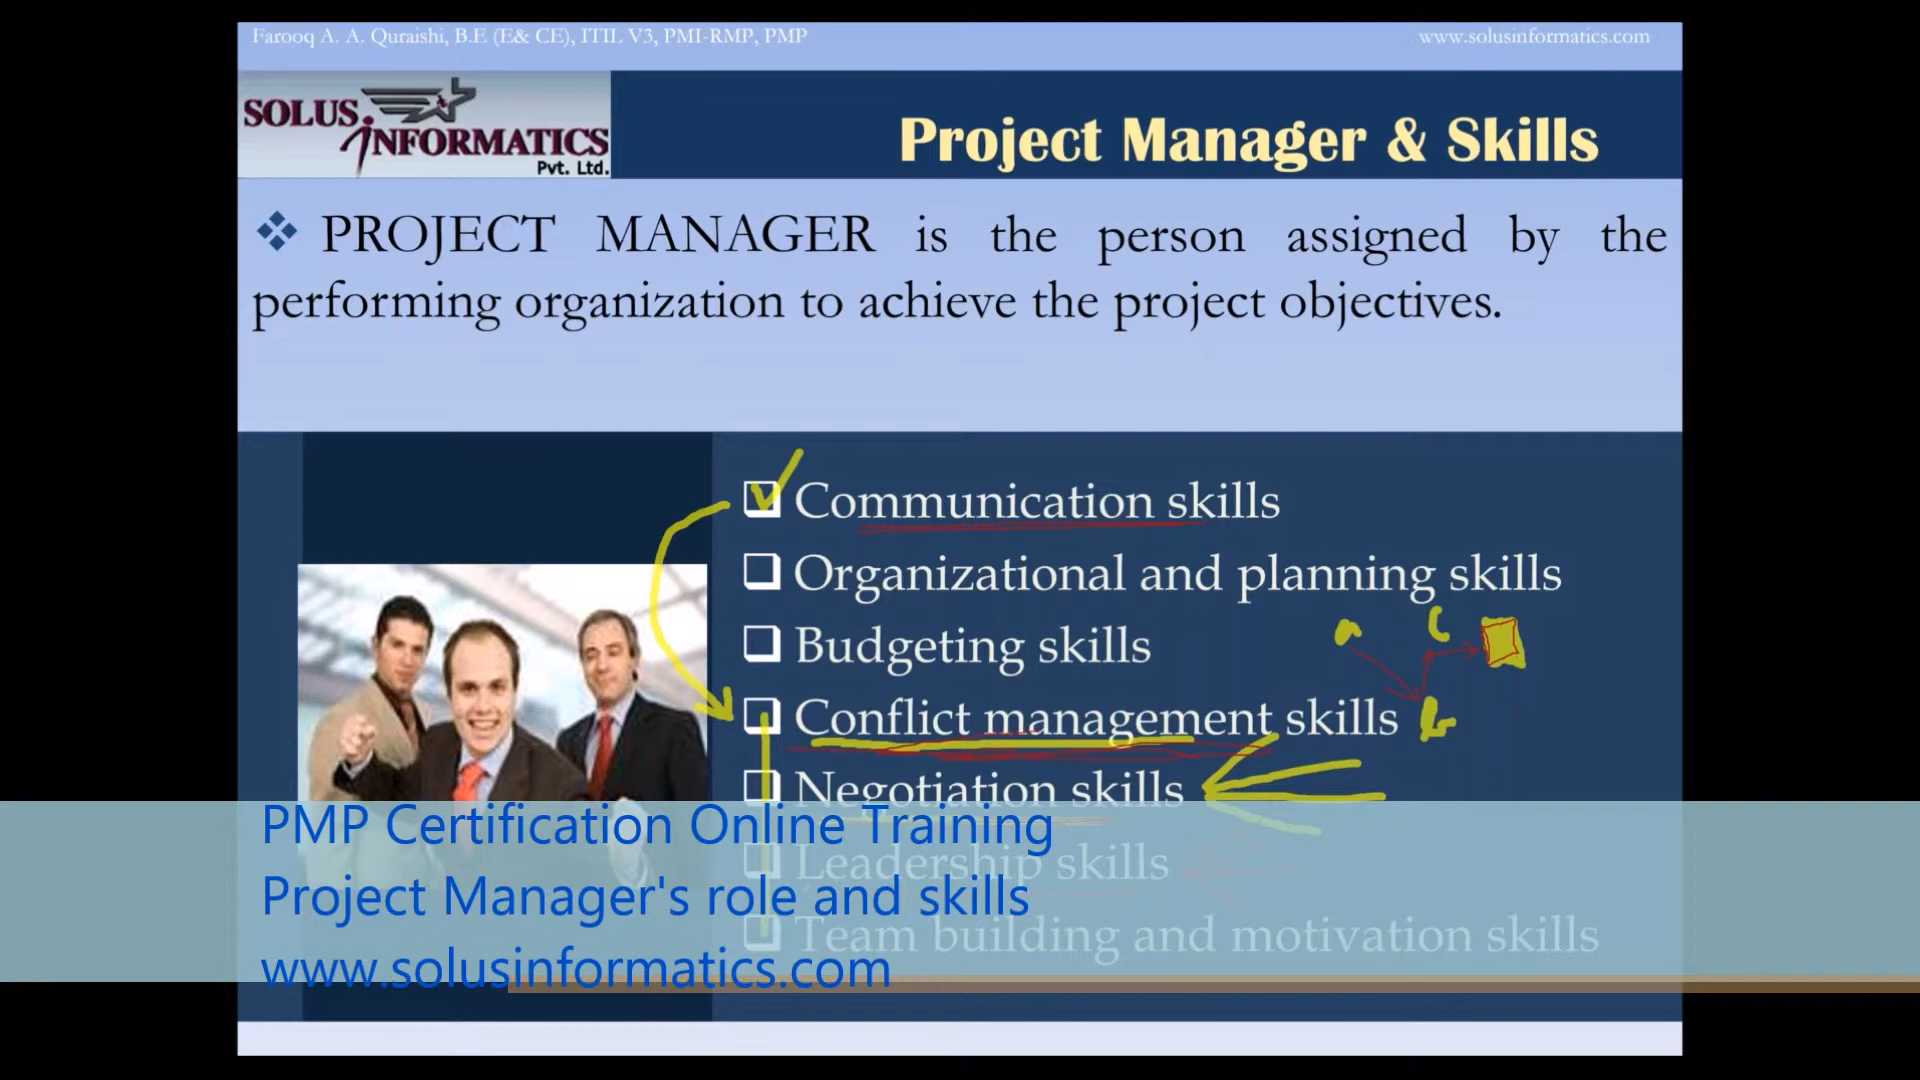 Farooq A. A. Quraishi, B.E (E& CE), ITIL V3, PMI-RMP, PMP
www.solusinformatics.com
SOLUS
INFORMATICS
Pvt. Ltd.
Project Manager & Skills
PROJECT MANAGER is the person assigned by the
performing organization to achieve the project objectives.
Communication skills
Organizational and planning skills
Budgeting skills
a
c
Conflict management skills
b
Negotiation skills
Leadership skills
Team building and motivation skills
PMP Certification Online Training
Project Manager's role and skills
www.solusinformatics.com